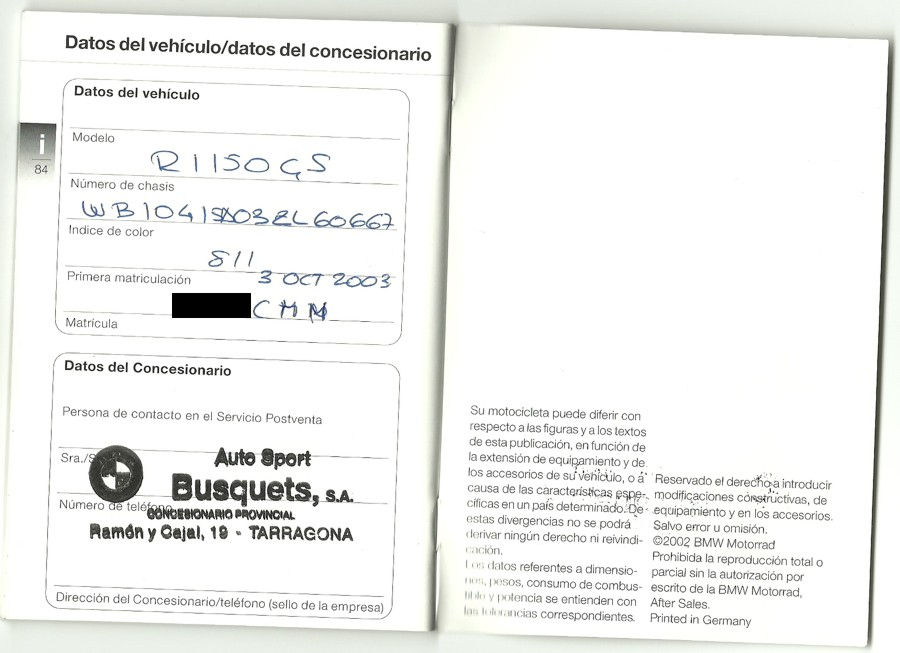 Datos del vehículo/datos del concesionario
Datos del vehículo
i
84
Modelo
R1150GS
Número de chasis
Indice de color
811
Primera matriculación
3 OCT 2003
CMM
Matrícula
Datos del Concesionario
Persona de contacto en el Servicio Postventa
Sra./S
Auto Sport
Busquets, S.A.
Número de teléfono
CONCESIONARIO PROVINCIAL
Ramón y Cajal, 19 - TARRAGONA
Dirección del Concesionario/teléfono (sello de la empresa)
Su motocicleta puede diferir con
respecto a las figuras y a los textos
de esta publicación, en función de
la extensión de equipamiento y de
los accesorios de su vehículo, o a
causa de las características espe-
cíficas en un país determinado. De
estas divergencias no se podrá
derivar ningún derecho ni reivindi-
cación.
Los datos referentes a dimensio-
nes, pesos, consumo de combus-
tible y potencia se entienden con
las tolerancias correspondientes.
Reservado el derecho a introducir
modificaciones constructivas, de
equipamiento y en los accesorios.
Salvo error u omisión.
©2002 BMW Motorrad
Prohibida la reproducción total o
parcial sin la autorización por
escrito de la BMW Motorrad,
After Sales.
Printed in Germany